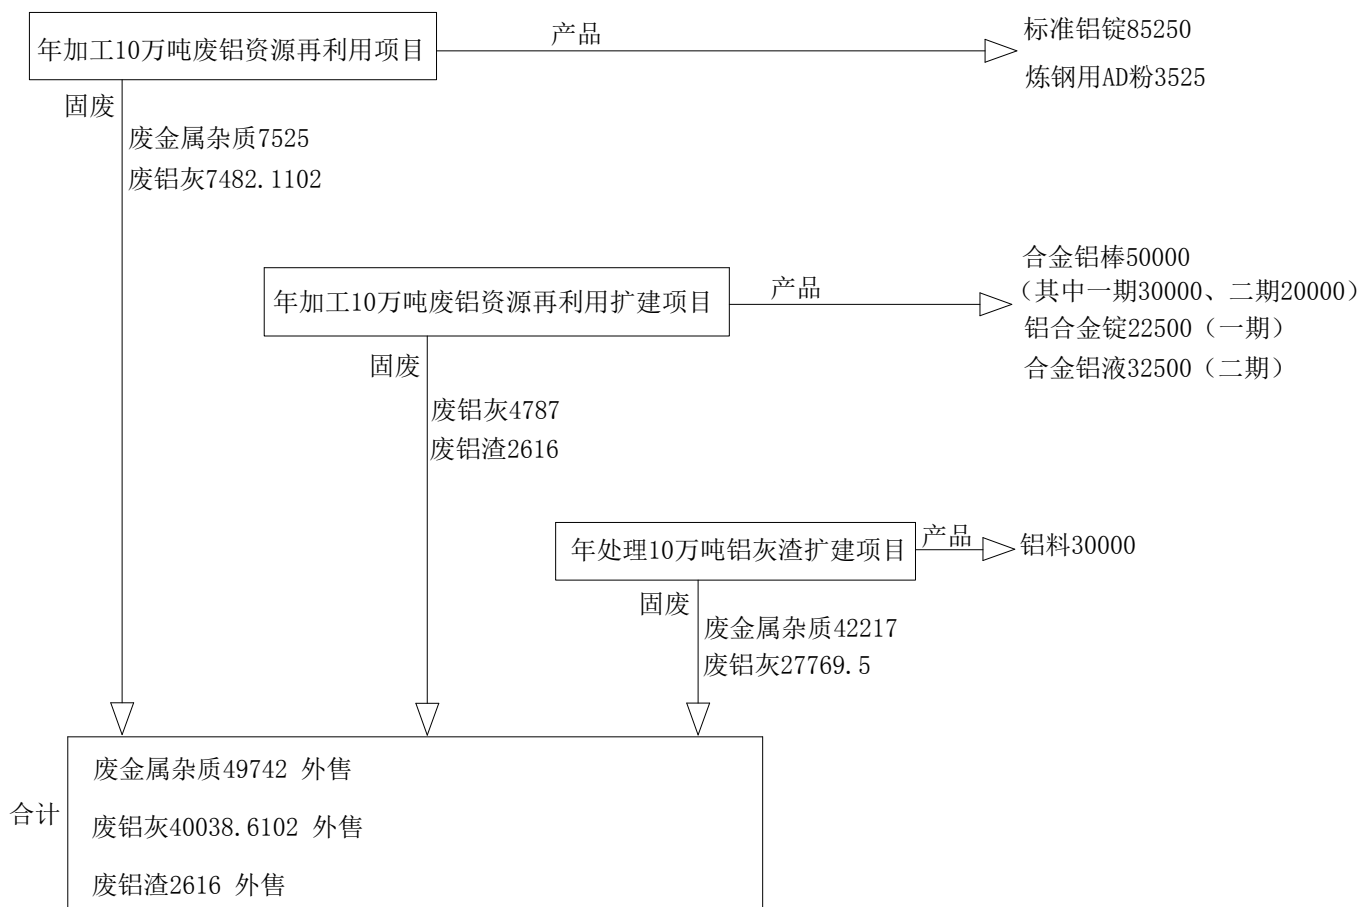 年加工10万吨废铝资源再利用项目
产品
标准铝锭85250
炼钢用AD粉3525
固废
废金属杂质7525
废铝灰7482.1102
年加工10万吨废铝资源再利用扩建项目
产品
合金铝棒50000
（其中一期30000、二期20000）
铝合金锭22500（一期）
合金铝液32500（二期）
固废
废铝灰4787
废铝渣2616
年处理10万吨铝灰渣扩建项目
产品
铝料30000
固废
废金属杂质42217
废铝灰27769.5
合计
废金属杂质49742 外售
废铝灰40038.6102 外售
废铝渣2616 外售